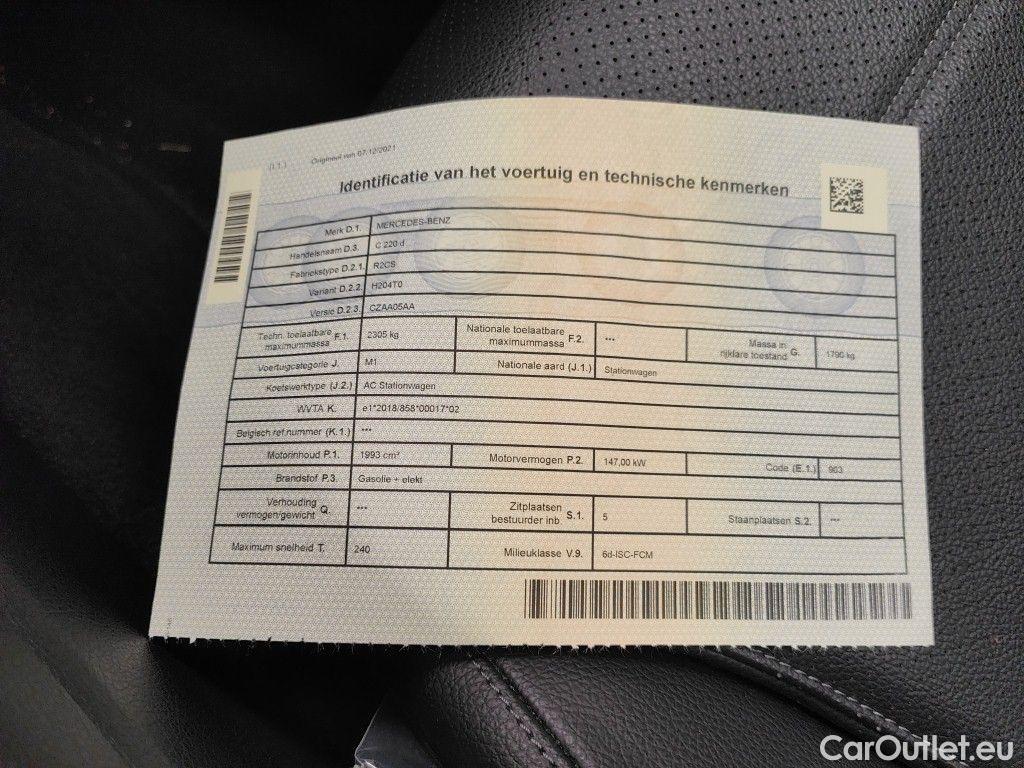 (I.1.) Origineel van 07/12/2021
Identificatie van het voertuig en technische kenmerken
Merk D.1. MERCEDES-BENZ
Handelsnaam D.3. C 220 d
Fabriekstype D.2.1. R2CS
Variant D.2.2. H204T0
Versie D.2.3. CZAA05AA
Techn. toelaatbare maximummassa F.1. 2305 kg Nationale toelaatbare maximummassa F.2. *** Massa in rijklare toestand G. 1790 kg
Voertuigcategorie J. M1 Nationale aard (J.1.) Stationwagen
Koetswerktype (J.2.) AC Stationwagen
WVTA K. e1*2018/858*00017*02
Belgisch ref.nummer (K.1.) ***
Motorinhoud P.1. 1993 cm³ Motorvermogen P.2. 147,00 kW Code (E.1.) 903
Brandstof P.3. Gasolie + elekt
Verhouding vermogen/gewicht Q. *** Zitplaatsen bestuurder inb. S.1. 5 Staanplaatsen S.2. ***
Maximum snelheid T. 240 Milieuklasse V.9. 6d-ISC-FCM
CarOutlet.eu